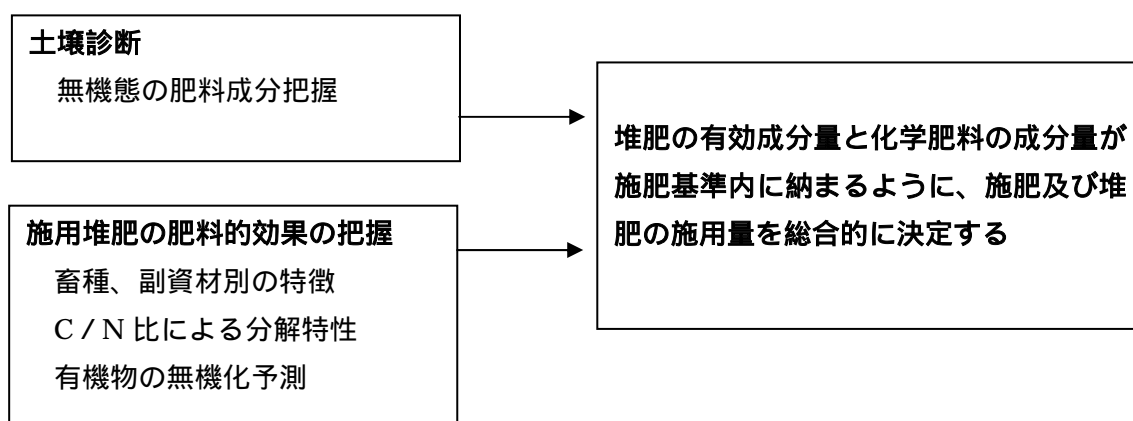 土壌診断
無機態の肥料成分把握
施用堆肥の肥料的効果の把握
畜種、副資材別の特徴
C/N比による分解特性
有機物の無機化予測
堆肥の有効成分量と化学肥料の成分量が
施肥基準内に納まるように、施肥及び堆
肥の施用量を総合的に決定する